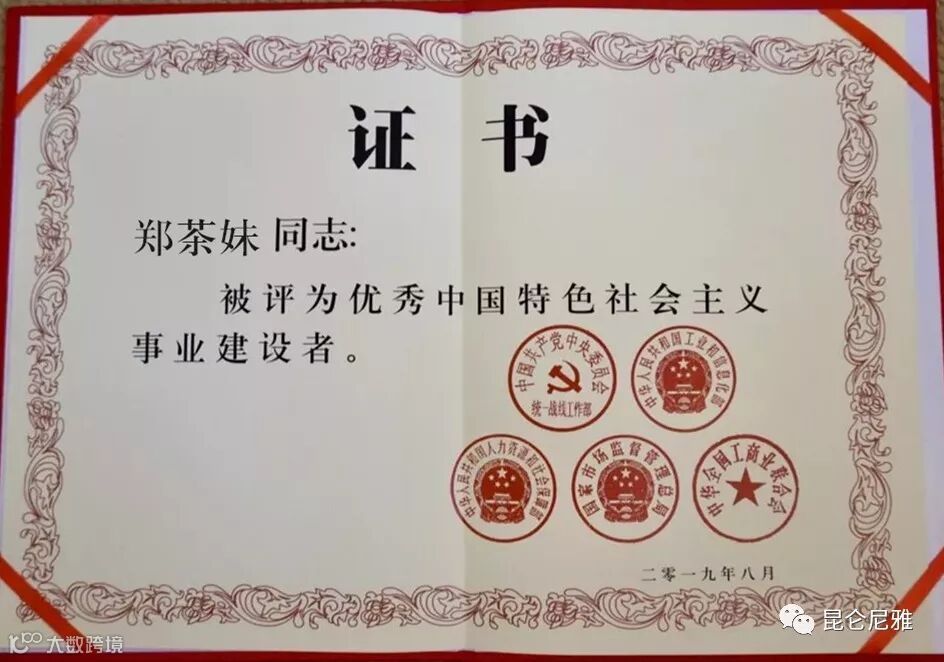 证书
郑茶妹 同志:
被评为优秀中国特色社会主义
事业建设者。
中国共产党中央委员会
统一战线工作部
中华人民共和国工业和信息化部
中华人民共和国人力资源和社会保障部
国家市场监督管理总局
中华全国工商业联合会
二零一九年八月
大数跨境
昆仑尼雅